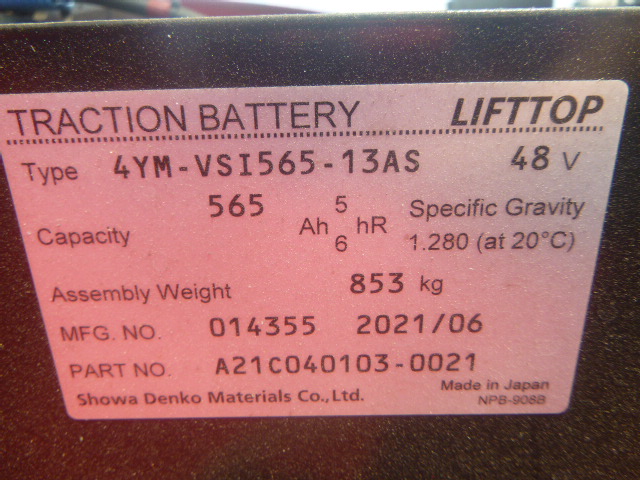 TRACTION BATTERY LIFTTOP
Type 4YM-VSI565-13AS 48 V
Capacity 565 Ah 5 hR Specific Gravity
6 1.280 (at 20°C)
Assembly Weight 853 kg
MFG. NO. 014355 2021/06
PART NO. A21C040103-0021
Showa Denko Materials Co.,Ltd. Made in Japan
NPB-906B